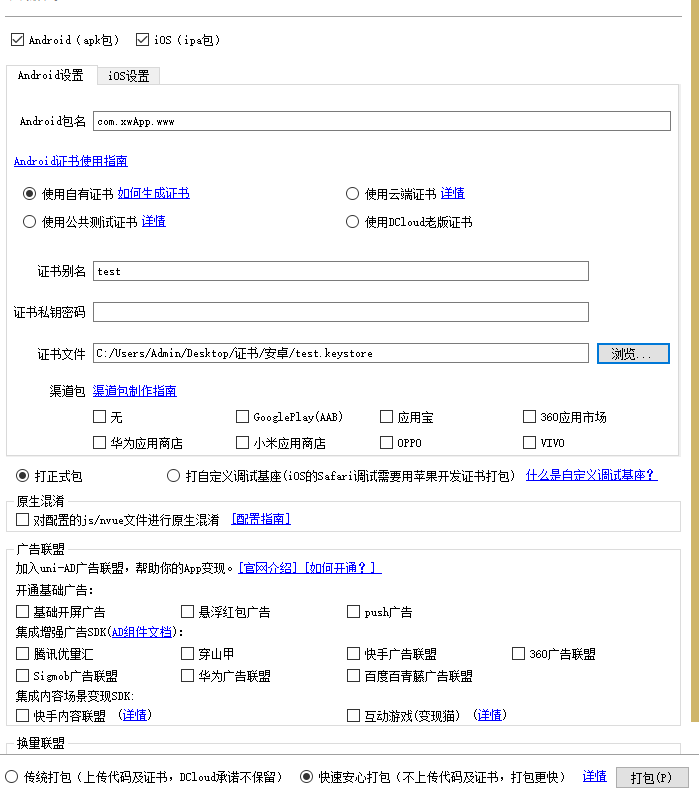 Android（apk包） iOS（ipa包）
Android设置 iOS设置
Android包名 com.xwApp.www
Android证书使用指南
使用自有证书 如何生成证书 使用云端证书 详情
使用公共测试证书 详情 使用DCloud老版证书
证书别名 test
证书私钥密码
证书文件 C:/Users/Admin/Desktop/证书/安卓/test.keystore 浏览...
渠道包 渠道包制作指南
无 GooglePlay(AAB) 应用宝 360应用市场
华为应用商店 小米应用商店 OPPO VIVO
打正式包 打自定义调试基座(iOS的Safari调试需要用苹果开发证书打包) 什么是自定义调试基座？
原生混淆
对配置的js/nvue文件进行原生混淆 [配置指南]
广告联盟
加入uni-AD广告联盟，帮助你的App变现。[官网介绍] [如何开通？]
开通基础广告：
基础开屏广告 悬浮红包广告 push广告
集成增强广告SDK(AD组件文档)：
腾讯优量汇 穿山甲 快手广告联盟 360广告联盟
Sigmob广告联盟 华为广告联盟 百度百青藤广告联盟
集成内容场景变现SDK:
快手内容联盟 (详情) 互动游戏(变现猫) (详情)
换量联盟
传统打包（上传代码及证书，DCloud承诺不保留） 快速安心打包（不上传代码及证书，打包更快） 详情 打包(P)